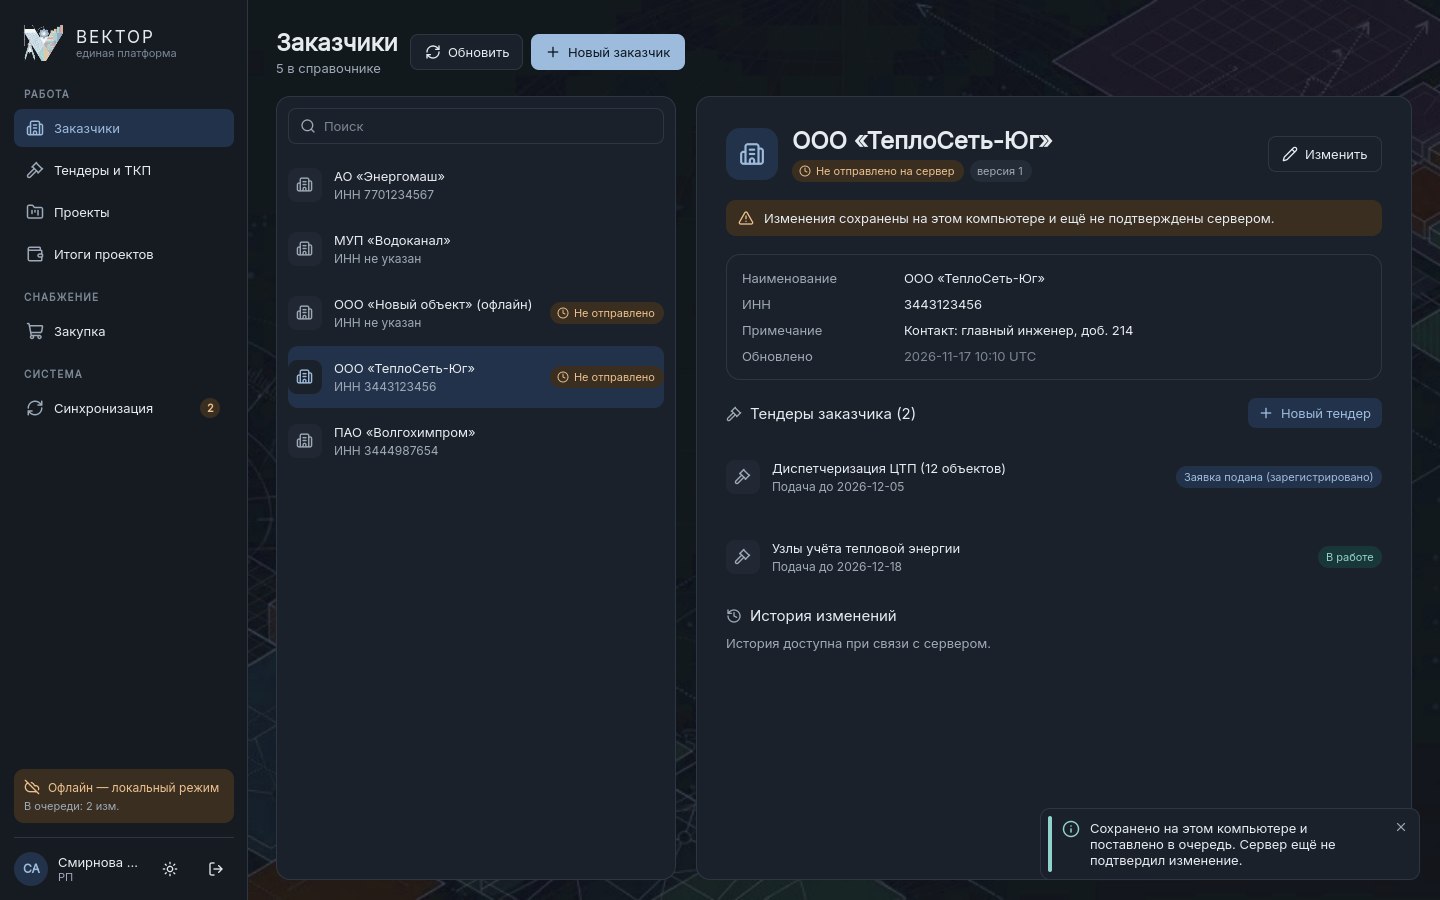 ВЕКТОР
единая платформа
РАБОТА
Заказчики
Тендеры и ТКП
Проекты
Итоги проектов
СНАБЖЕНИЕ
Закупка
СИСТЕМА
Синхронизация 2
Офлайн — локальный режим
В очереди: 2 изм.
СА
Смирнова ...
РП
Заказчики
5 в справочнике
Обновить
Новый заказчик
Поиск
АО «Энергомаш»
ИНН 7701234567
МУП «Водоканал»
ИНН не указан
ООО «Новый объект» (офлайн)
ИНН не указан
Не отправлено
ООО «ТеплоСеть-Юг»
ИНН 3443123456
Не отправлено
ПАО «Волгохимпром»
ИНН 3444987654
ООО «ТеплоСеть-Юг»
Не отправлено на сервер
версия 1
Изменить
Изменения сохранены на этом компьютере и ещё не подтверждены сервером.
Наименование ООО «ТеплоСеть-Юг»
ИНН 3443123456
Примечание Контакт: главный инженер, доб. 214
Обновлено 2026-11-17 10:10 UTC
Тендеры заказчика (2)
Новый тендер
Диспетчеризация ЦТП (12 объектов)
Подача до 2026-12-05
Заявка подана (зарегистрировано)
Узлы учёта тепловой энергии
Подача до 2026-12-18
В работе
История изменений
История доступна при связи с сервером.
Сохранено на этом компьютере и
поставлено в очередь. Сервер ещё не
подтвердил изменение.